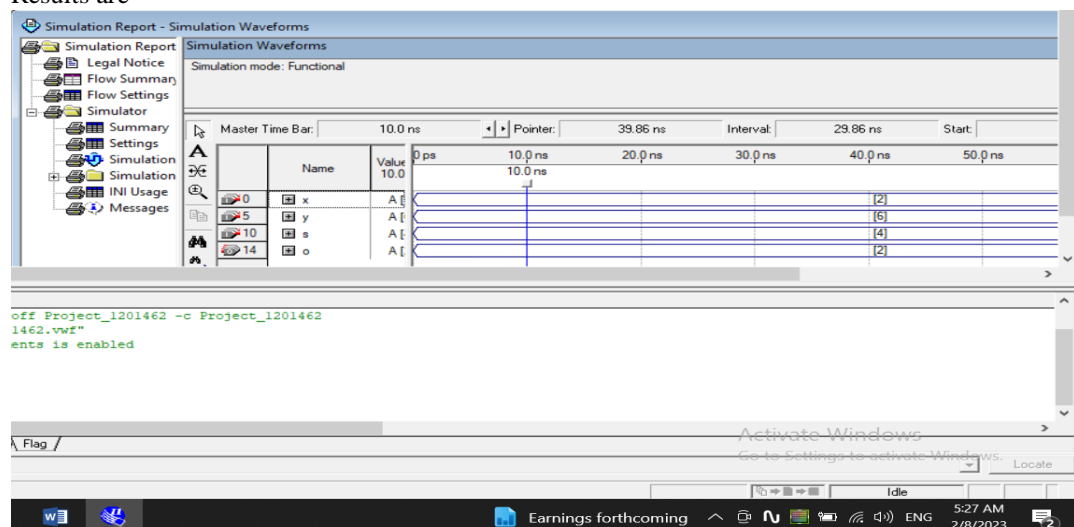 Results are
Simulation Report - Simulation Waveforms
Simulation Report
Legal Notice
Flow Summary
Flow Settings
Simulator
Summary
Settings
Simulation
Simulation
INI Usage
Messages
Simulation Waveforms
Simulation mode: Functional
Master Time Bar: 10.0 ns Pointer: 39.86 ns Interval: 29.86 ns Start:
Name Value 10.0
0 ps 10.0 ns 20.0 ns 30.0 ns 40.0 ns 50.0 ns
10.0 ns
0 x A [ [2]
5 y A [ [6]
10 s A [ [4]
14 o A [ [2]
off Project_1201462 -c Project_1201462
1462.vwf"
ents is enabled
Flag
Activate Windows
Go to Settings to activate Windows.
Locate
Idle
Earnings forthcoming ENG 5:27 AM
2/8/2023
2